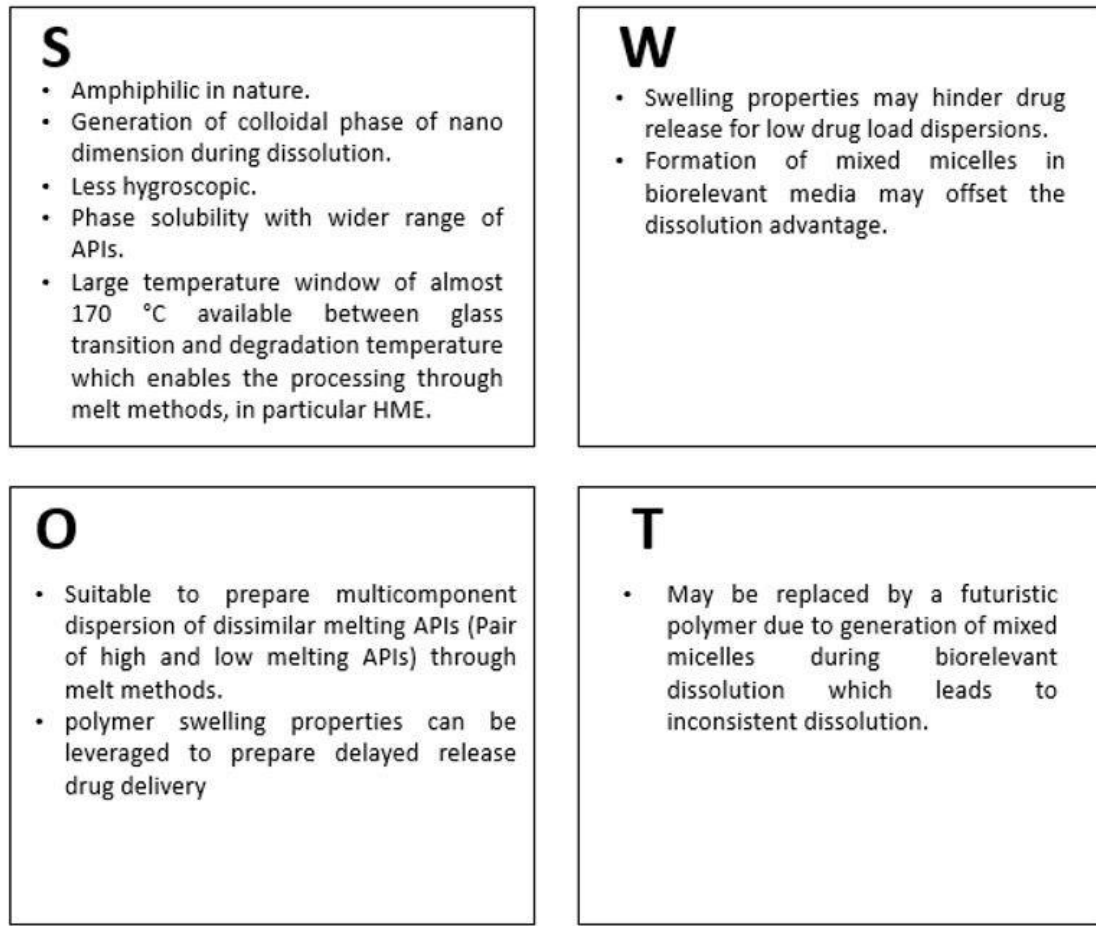 S
• Amphiphilic in nature.
• Generation of colloidal phase of nano
dimension during dissolution.
• Less hygroscopic.
• Phase solubility with wider range of
APIs.
• Large temperature window of almost
170 °C available between glass
transition and degradation temperature
which enables the processing through
melt methods, in particular HME.
W
• Swelling properties may hinder drug
release for low drug load dispersions.
• Formation of mixed micelles in
biorelevant media may offset the
dissolution advantage.
O
• Suitable to prepare multicomponent
dispersion of dissimilar melting APIs (Pair
of high and low melting APIs) through
melt methods.
• polymer swelling properties can be
leveraged to prepare delayed release
drug delivery
T
• May be replaced by a futuristic
polymer due to generation of mixed
micelles during biorelevant
dissolution which leads to
inconsistent dissolution.